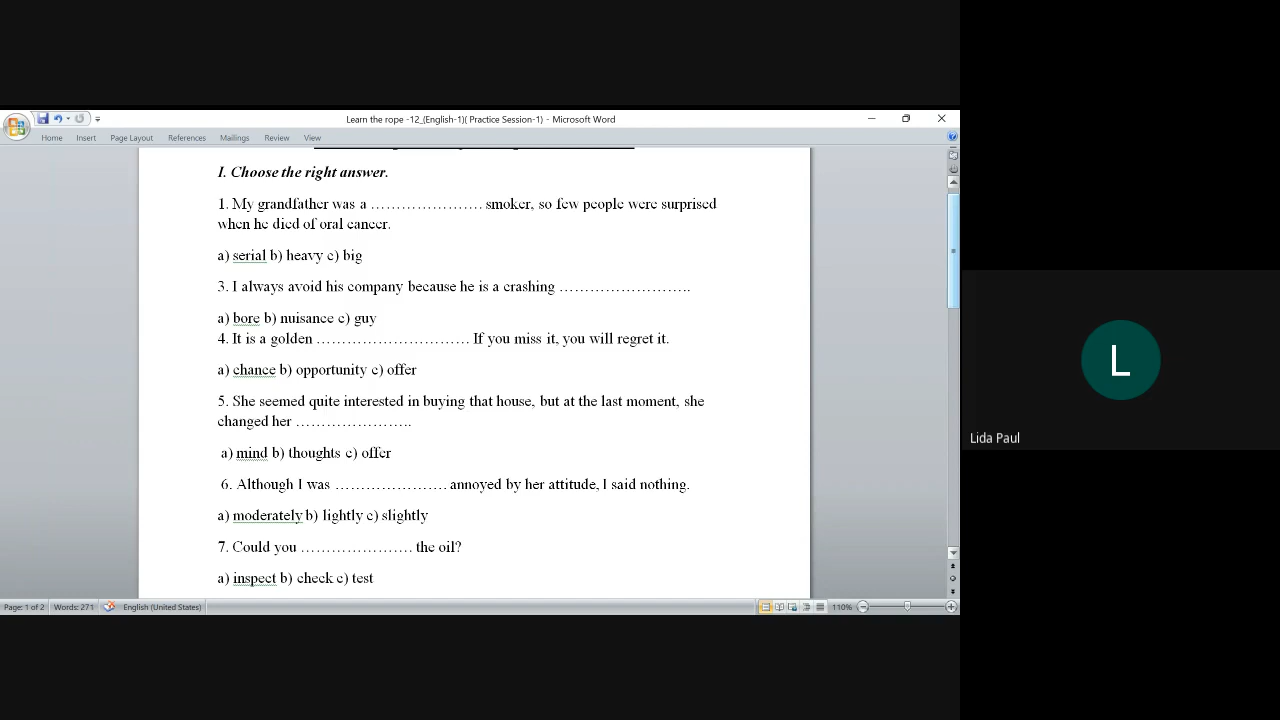 Learn the rope -12_(English-1)( Practice Session-1) - Microsoft Word
Home Insert Page Layout References Mailings Review View
I. Choose the right answer.
1. My grandfather was a ………………… smoker, so few people were surprised
when he died of oral cancer.
a) serial b) heavy c) big
3. I always avoid his company because he is a crashing ……………………..
a) bore b) nuisance c) guy
4. It is a golden ………………………… If you miss it, you will regret it.
a) chance b) opportunity c) offer
5. She seemed quite interested in buying that house, but at the last moment, she
changed her …………………..
a) mind b) thoughts c) offer
6. Although I was …………………. annoyed by her attitude, I said nothing.
a) moderately b) lightly c) slightly
7. Could you …………………. the oil?
a) inspect b) check c) test
Page: 1 of 2 Words: 271 English (United States) 110%
L
Lida Paul